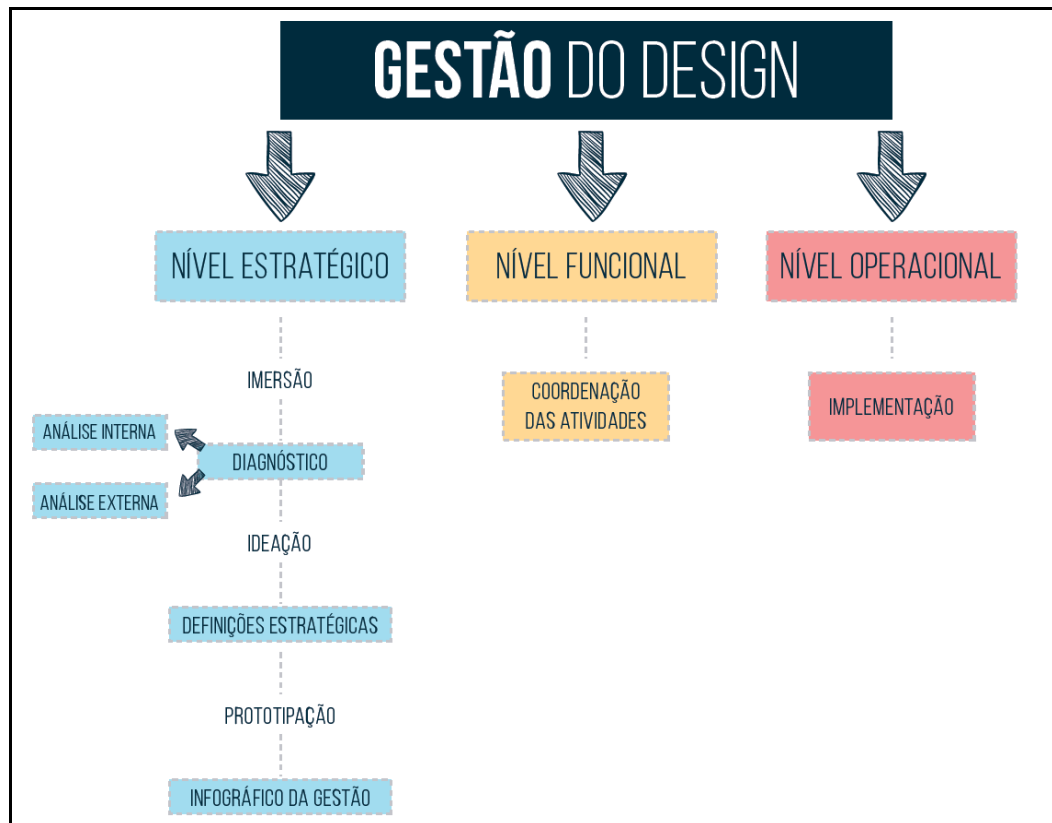 GESTÃO DO DESIGN
NÍVEL ESTRATÉGICO
NÍVEL FUNCIONAL
NÍVEL OPERACIONAL
IMERSÃO
COORDENAÇÃO
DAS ATIVIDADES
IMPLEMENTAÇÃO
ANÁLISE INTERNA
DIAGNÓSTICO
ANÁLISE EXTERNA
IDEAÇÃO
DEFINIÇÕES ESTRATÉGICAS
PROTOTIPAÇÃO
INFOGRÁFICO DA GESTÃO